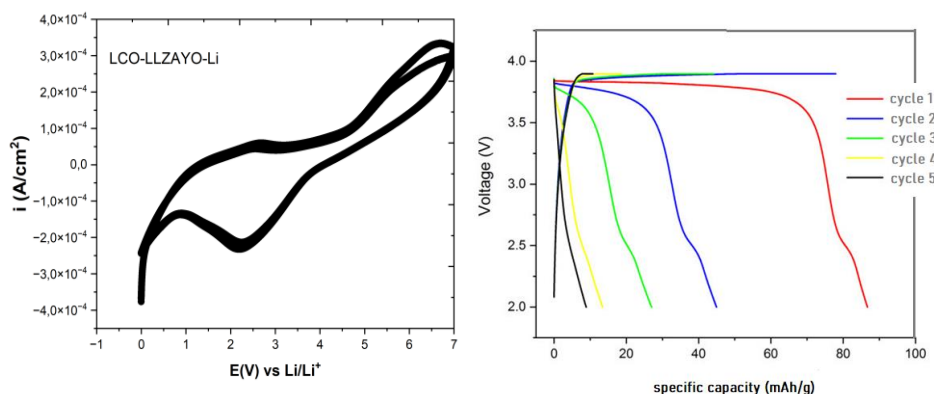 4,0×10⁻⁴
3,0×10⁻⁴
2,0×10⁻⁴
1,0×10⁻⁴
0,0
-1,0×10⁻⁴
-2,0×10⁻⁴
-3,0×10⁻⁴
-4,0×10⁻⁴
i (A/cm²)
LCO-LLZAYO-Li
−1 0 1 2 3 4 5 6 7
E(V) vs Li/Li⁺
4.0
3.5
3.0
2.5
2.0
Voltage (V)
cycle 1
cycle 2
cycle 3
cycle 4
cycle 5
0 20 40 60 80 100
specific capacity (mAh/g)